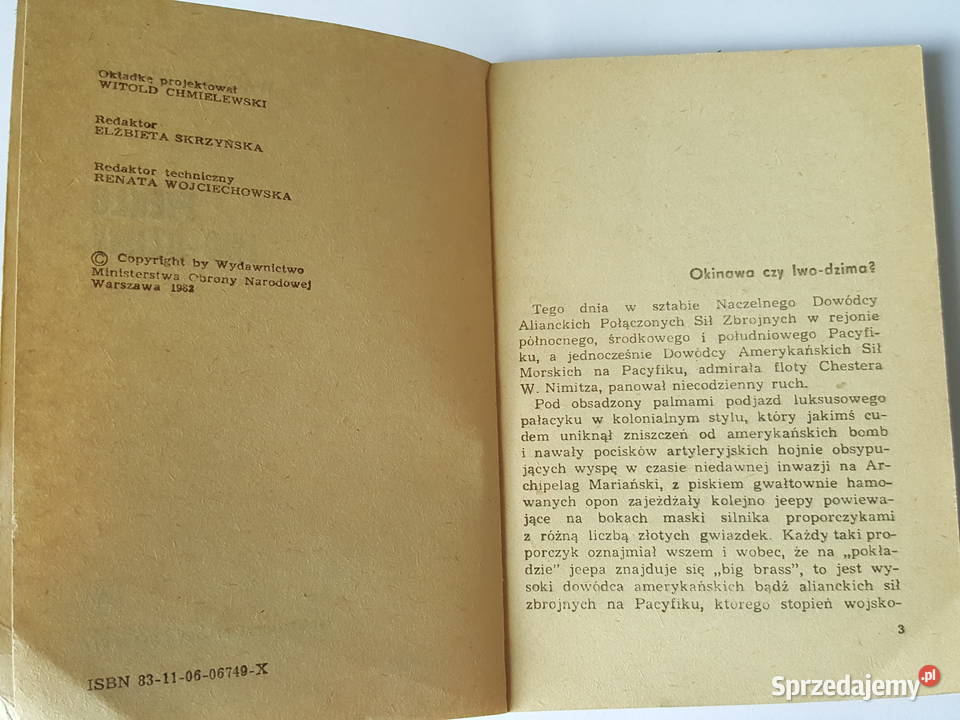 Okładkę projektował
WITOLD CHMIELEWSKI
Redaktor
ELŻBIETA SKRZYŃSKA
Redaktor techniczny
RENATA WOJCIECHOWSKA
© Copyright by Wydawnictwo
Ministerstwa Obrony Narodowej
Warszawa 1982
ISBN 83-11-06-06749-X
Okinawa czy Iwo-dzima?
Tego dnia w sztabie Naczelnego Dowódcy
Alianckich Połączonych Sił Zbrojnych w rejonie
północnego, środkowego i południowego Pacyfi-
ku, a jednocześnie Dowódcy Amerykańskich Sił
Morskich na Pacyfiku, admirała floty Chestera
W. Nimitza, panował niecodzienny ruch.
Pod obsadzony palmami podjazd luksusowego
pałacyku w kolonialnym stylu, który jakimś cu-
dem uniknął zniszczeń od amerykańskich bomb
i nawały pocisków artyleryjskich hojnie obsypu-
jących wyspę w czasie niedawnej inwazji na Ar-
chipelag Mariański, z piskiem gwałtownie hamo-
wanych opon zajeżdżały kolejno jeepy powiewa-
jące na bokach maski silnika proporczykami
z różną liczbą złotych gwiazdek. Każdy taki pro-
porczyk oznajmiał wszem i wobec, że na „pokła-
dzie" jeepa znajduje się „big brass", to jest wy-
soki dowódca amerykańskich bądź alianckich sił
zbrojnych na Pacyfiku, którego stopień wojsko-
3
Sprzedajemy.pl